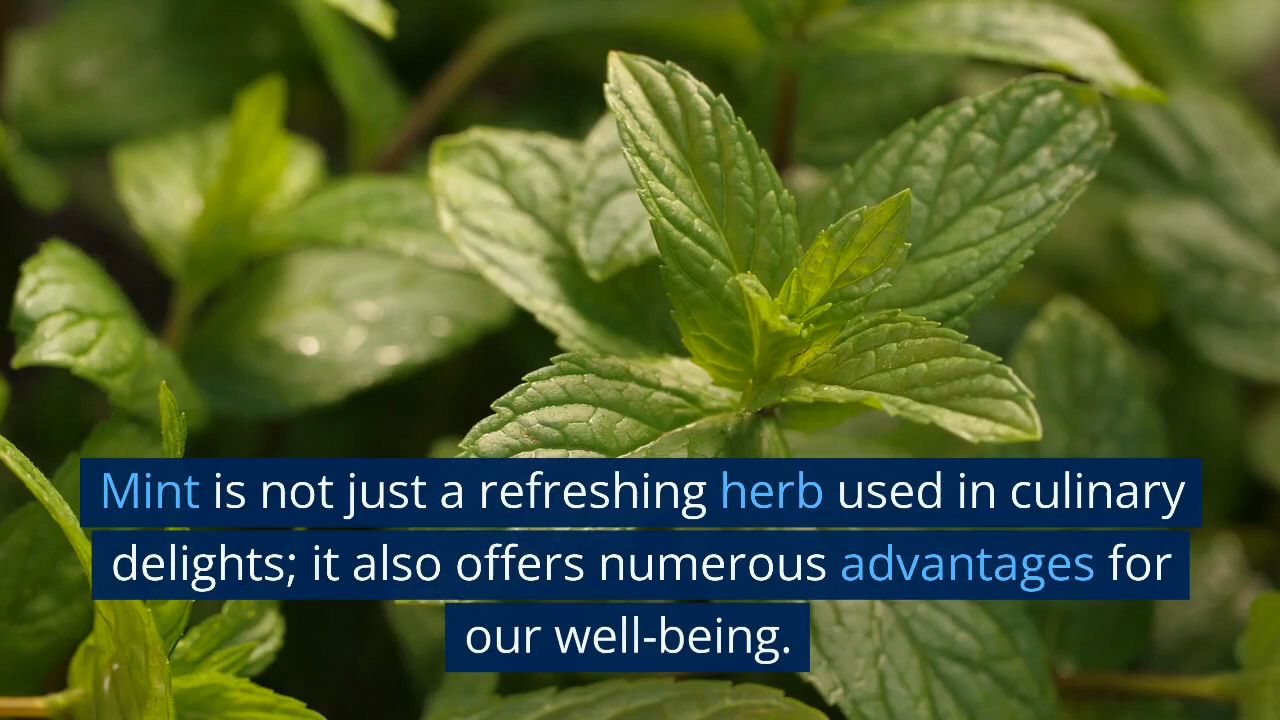 Mint is not just a refreshing herb used in culinary
delights; it also offers numerous advantages for
our well-being.